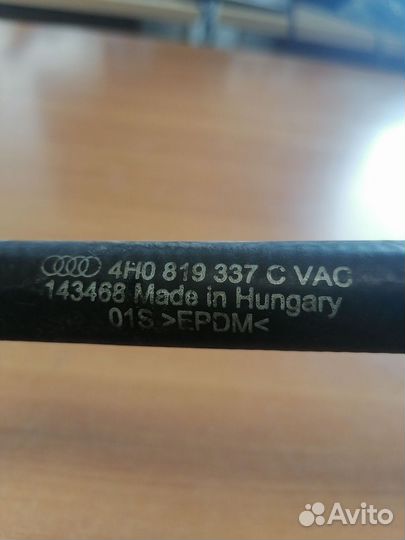 4H0 819 337 C VAC
143468 Made in Hungary
01S >EPDM<
Avito